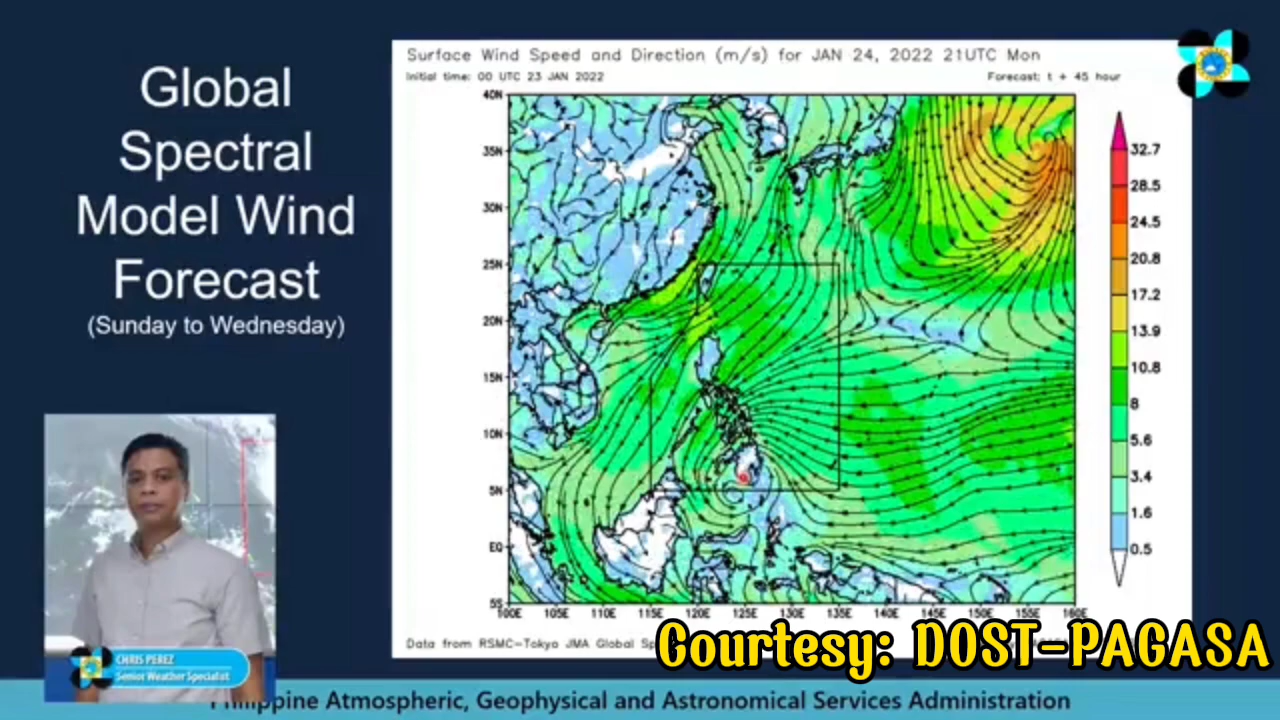 Global
Spectral
Model Wind
Forecast
(Sunday to Wednesday)
Surface Wind Speed and Direction (m/s) for JAN 24, 2022 21UTC Mon
Initial time: 00 UTC 23 JAN 2022
Forecast: t + 45 hour
40N
35N
30N
25N
20N
15N
10N
5N
EQ
5S
100E 105E 110E 115E 120E 125E 130E 135E 140E 145E 150E 155E 160E
32.7
28.5
24.5
20.8
17.2
13.9
10.8
8
5.6
3.4
1.6
0.5
Data from RSMC-Tokyo JMA Global
Courtesy: DOST-PAGASA
CHRIS PEREZ
Senior Weather Specialist
Philippine Atmospheric, Geophysical and Astronomical Services Administration